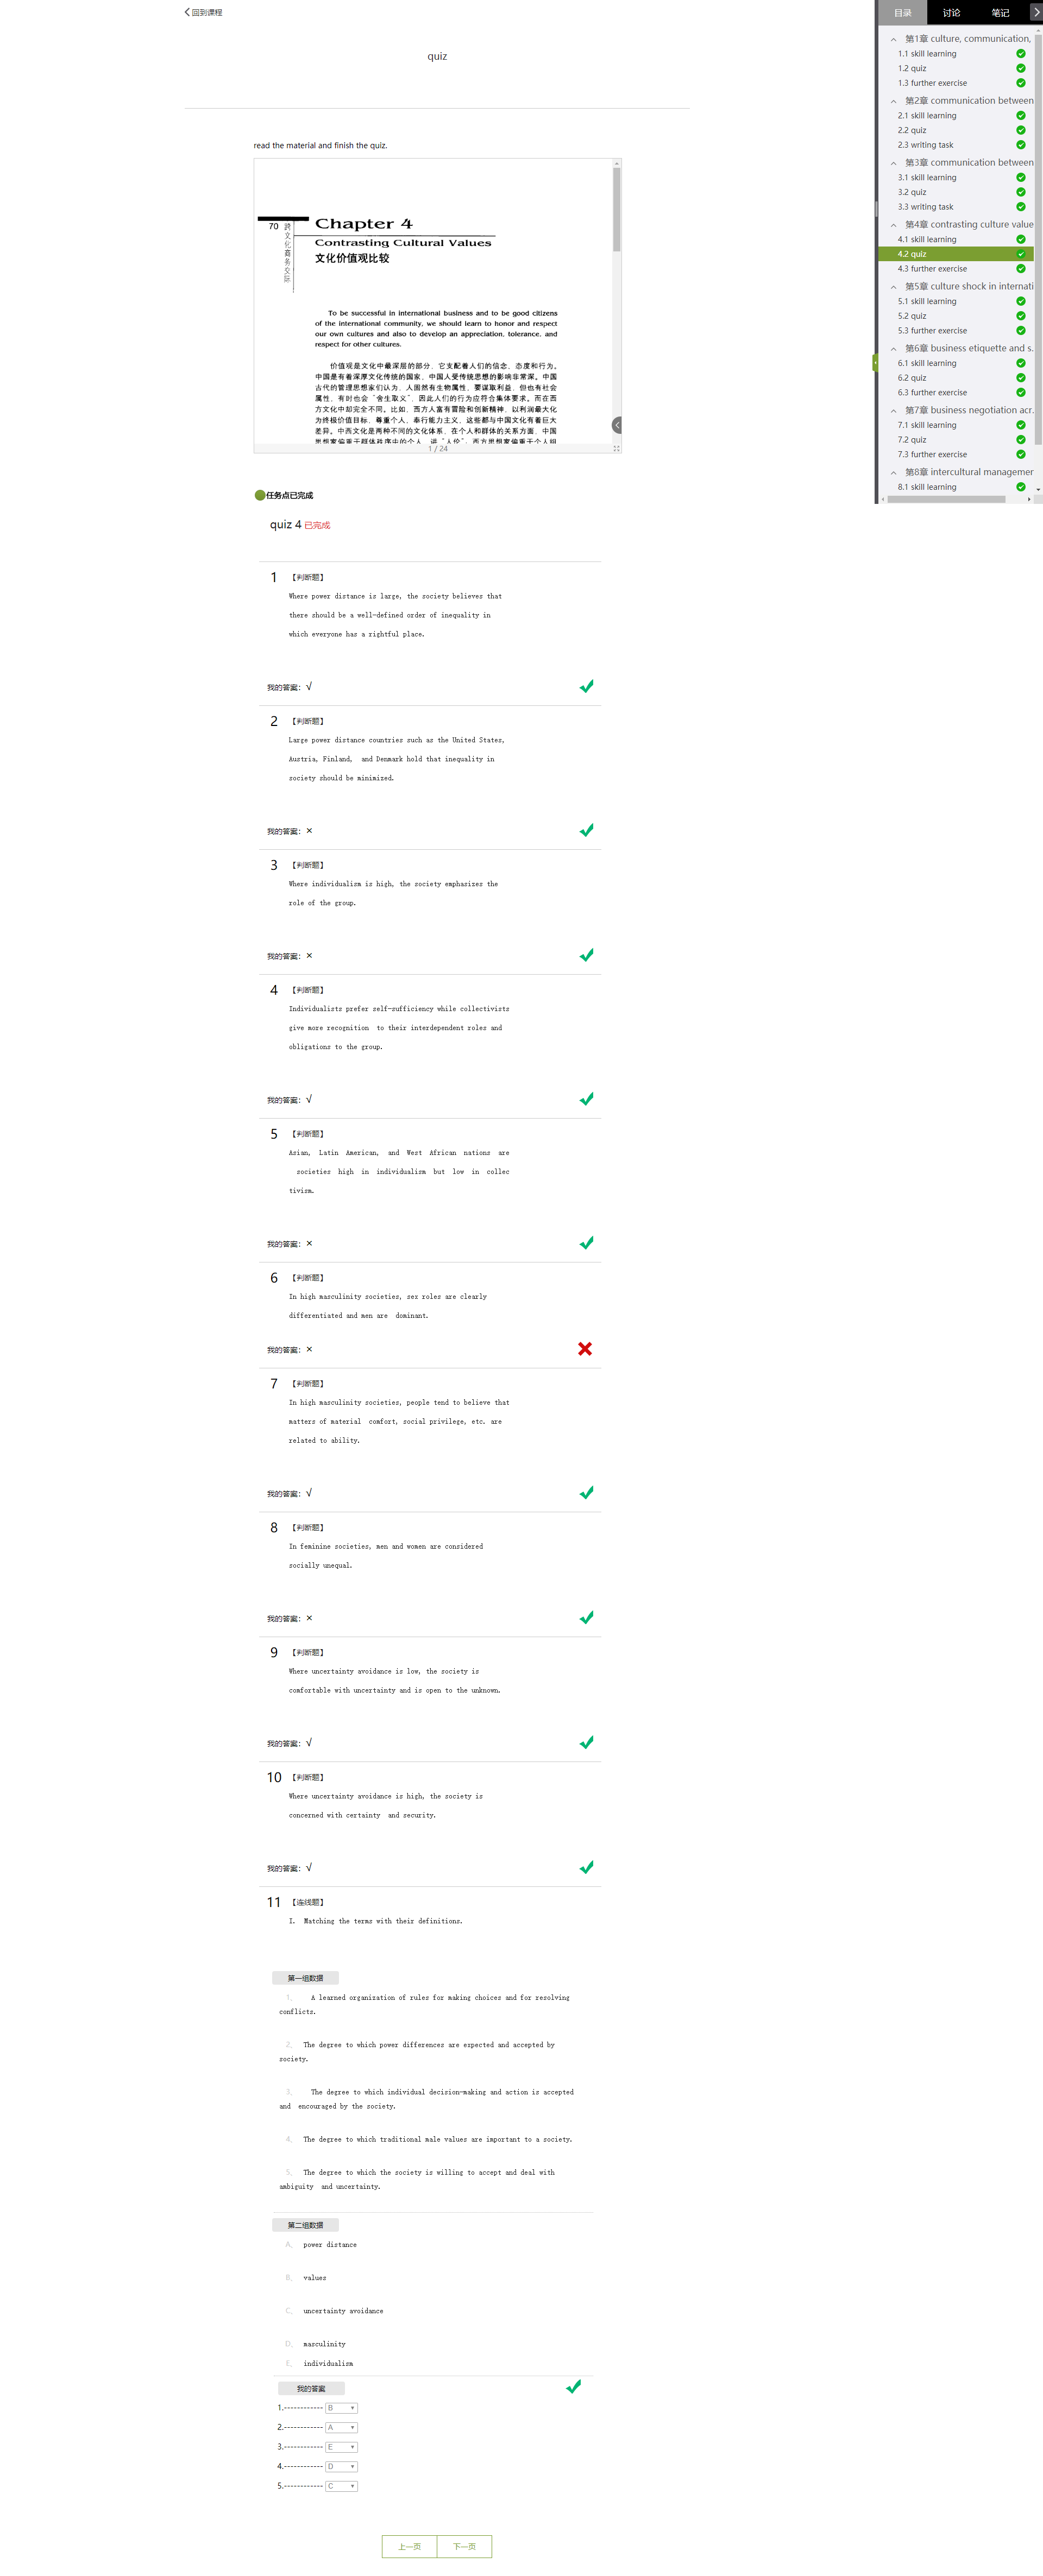 回到课程
quiz
read the material and finish the quiz.
70
跨文化商务交际
Chapter 4
Contrasting Cultural Values
文化价值观比较
To be successful in international business and to be good citizens
of the international community, we should learn to honor and respect
our own cultures and also to develop an appreciation, tolerance, and
respect for other cultures.
价值观是文化中最深层的部分，它支配着人们的信念、态度和行为。
中国是有着深厚文化传统的国家，中国人受传统思想的影响非常深。中国
古代的管理思想家们认为，人固然有生物属性，要谋取利益，但也有社会
属性，有时也会“舍生取义”，因此人们的行为应符合集体要求。而在西
方文化中却完全不同。比如，西方人富有冒险和创新精神，以利润最大化
为终极价值目标，尊重个人，奉行能力主义，这些都与中国文化有着巨大
差异。中西文化是两种不同的文化体系，在个人和群体的关系方面，中国
思想家偏重于群体秩序中的个人，讲“人伦”；西方思想家偏重于个人组
1 / 24
任务点已完成
quiz 4 已完成
1 【判断题】
Where power distance is large, the society believes that
there should be a well-defined order of inequality in
which everyone has a rightful place.
我的答案：√
2 【判断题】
Large power distance countries such as the United States,
Austria, Finland, and Denmark hold that inequality in
society should be minimized.
我的答案：×
3 【判断题】
Where individualism is high, the society emphasizes the
role of the group.
我的答案：×
4 【判断题】
Individualists prefer self-sufficiency while collectivists
give more recognition to their interdependent roles and
obligations to the group.
我的答案：√
5 【判断题】
Asian, Latin American, and West African nations are
societies high in individualism but low in collec
tivism.
我的答案：×
6 【判断题】
In high masculinity societies, sex roles are clearly
differentiated and men are dominant.
我的答案：×
7 【判断题】
In high masculinity societies, people tend to believe that
matters of material comfort, social privilege, etc. are
related to ability.
我的答案：√
8 【判断题】
In feminine societies, men and women are considered
socially unequal.
我的答案：×
9 【判断题】
Where uncertainty avoidance is low, the society is
comfortable with uncertainty and is open to the unknown.
我的答案：√
10 【判断题】
Where uncertainty avoidance is high, the society is
concerned with certainty and security.
我的答案：√
11 【连线题】
I. Matching the terms with their definitions.
第一组数据
1、 A learned organization of rules for making choices and for resolving
conflicts.
2、 The degree to which power differences are expected and accepted by
society.
3、 The degree to which individual decision-making and action is accepted
and encouraged by the society.
4、 The degree to which traditional male values are important to a society.
5、 The degree to which the society is willing to accept and deal with
ambiguity and uncertainty.
第二组数据
A、 power distance
B、 values
C、 uncertainty avoidance
D、 masculinity
E、 individualism
我的答案
1.------------ B
2.------------ A
3.------------ E
4.------------ D
5.------------ C
上一页 下一页
目录 讨论 笔记
第1章 culture, communication,
1.1 skill learning
1.2 quiz
1.3 further exercise
第2章 communication between
2.1 skill learning
2.2 quiz
2.3 writing task
第3章 communication between
3.1 skill learning
3.2 quiz
3.3 writing task
第4章 contrasting culture value
4.1 skill learning
4.2 quiz
4.3 further exercise
第5章 culture shock in internati
5.1 skill learning
5.2 quiz
5.3 further exercise
第6章 business etiquette and s.
6.1 skill learning
6.2 quiz
6.3 further exercise
第7章 business negotiation acr.
7.1 skill learning
7.2 quiz
7.3 further exercise
第8章 intercultural managemer
8.1 skill learning